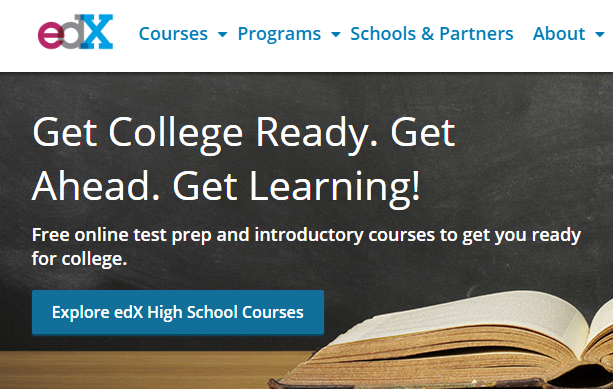 edX Courses Programs Schools & Partners About
Get College Ready. Get
Ahead. Get Learning!
Free online test prep and introductory courses to get you ready
for college.
Explore edX High School Courses